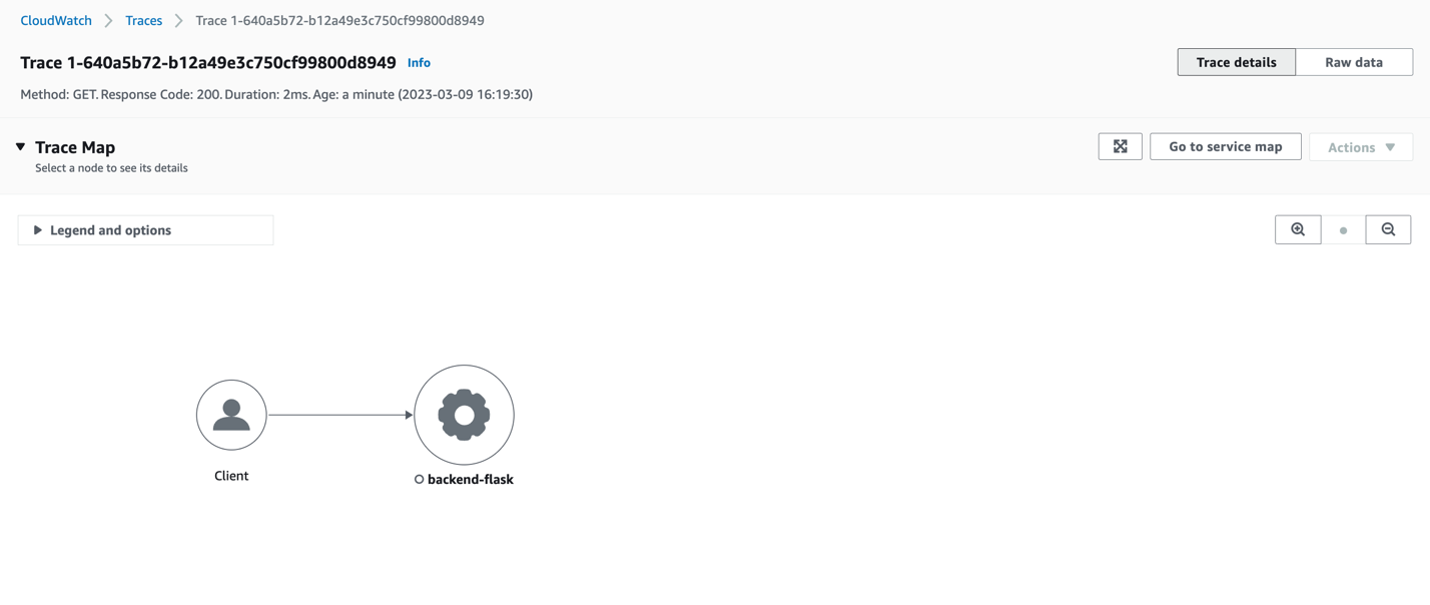 CloudWatch Traces Trace 1-640a5b72-b12a49e3c750cf99800d8949
Trace 1-640a5b72-b12a49e3c750cf99800d8949 Info
Trace details Raw data
Method: GET. Response Code: 200. Duration: 2ms. Age: a minute (2023-03-09 16:19:30)
Trace Map
Go to service map Actions
Select a node to see its details
Legend and options
Client
backend-flask